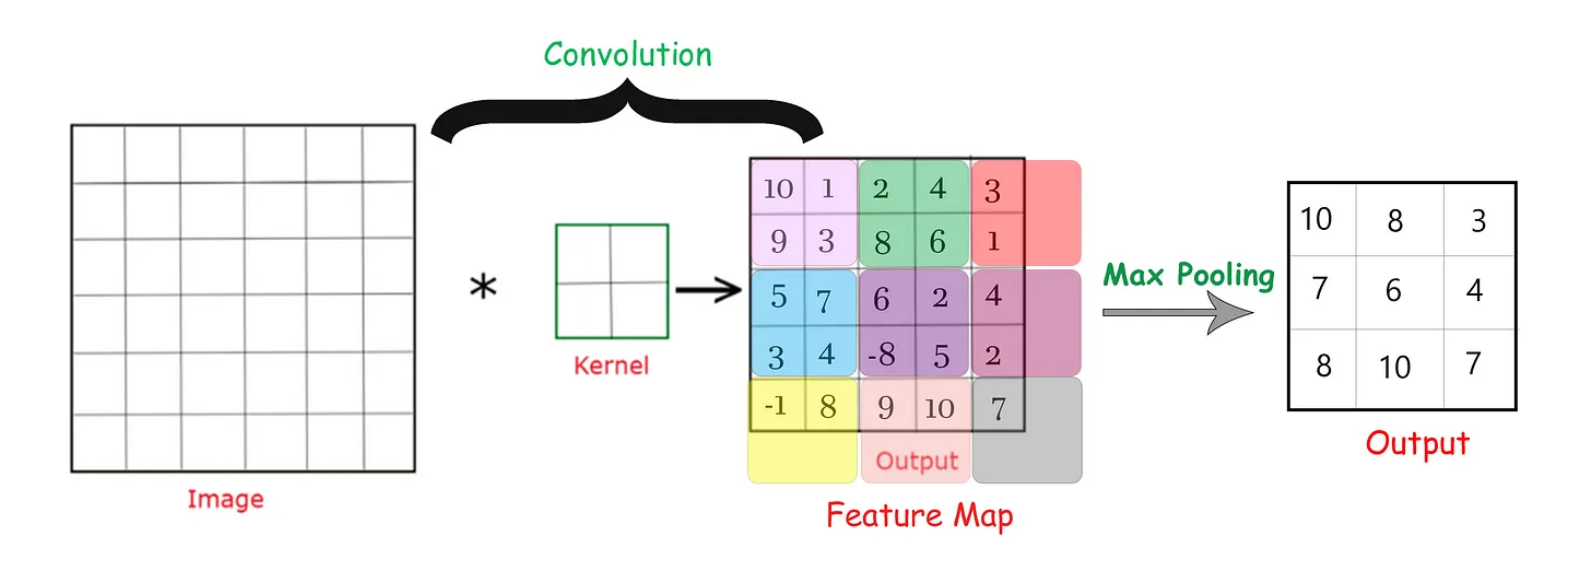 Convolution
Image
*
Kernel
10 1 2 4 3
9 3 8 6 1
5 7 6 2 4
3 4 -8 5 2
-1 8 9 10 7
Output
Feature Map
Max Pooling
10 8 3
7 6 4
8 10 7
Output